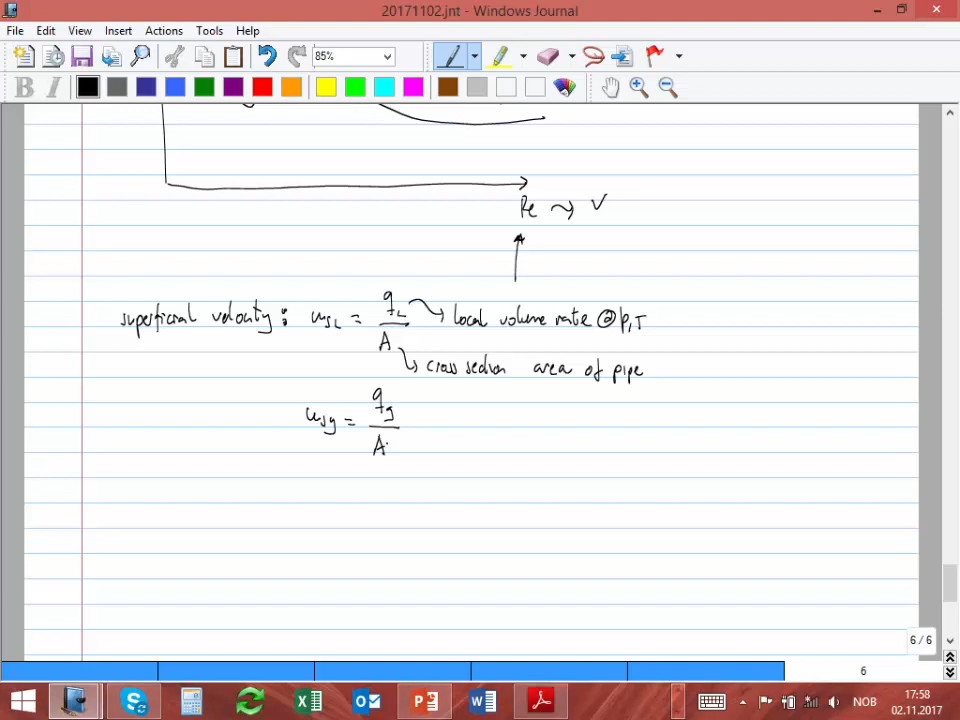 20171102.jnt - Windows Journal
File Edit View Insert Actions Tools Help
85%
B I
Re ~> V
superficial velocity : usL = qL / A
local volume rate @ p,T
cross section area of pipe
usg = qg / A
6 / 6
6
NOB
17:58
02.11.2017